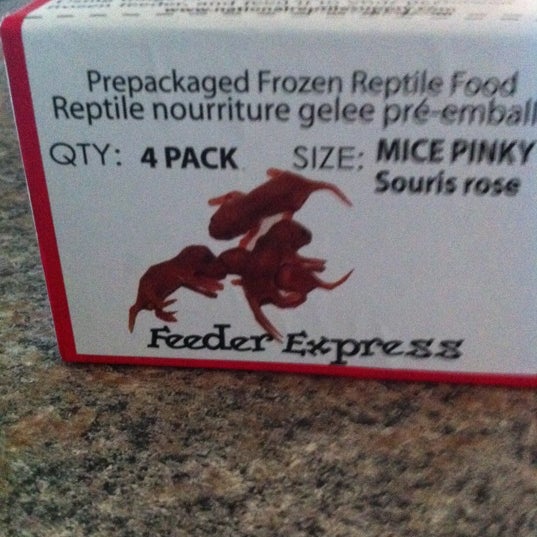 Prepackaged Frozen Reptile Food
Reptile nourriture gelee pré-emball
QTY: 4 PACK SIZE: MICE PINKY
Souris rose
Feeder Express